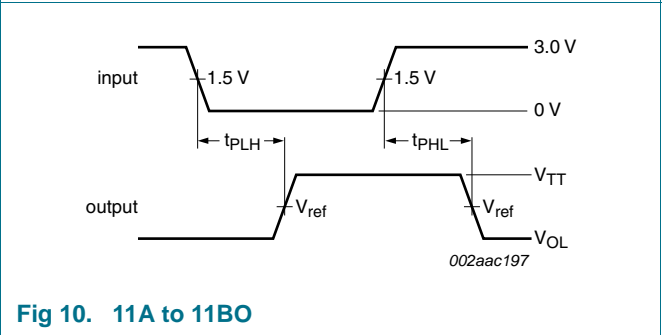 3.0 V
input
1.5 V
1.5 V
0 V
tPLH
tPHL
VTT
output
Vref
Vref
VOL
002aac197
Fig 10. 11A to 11BO